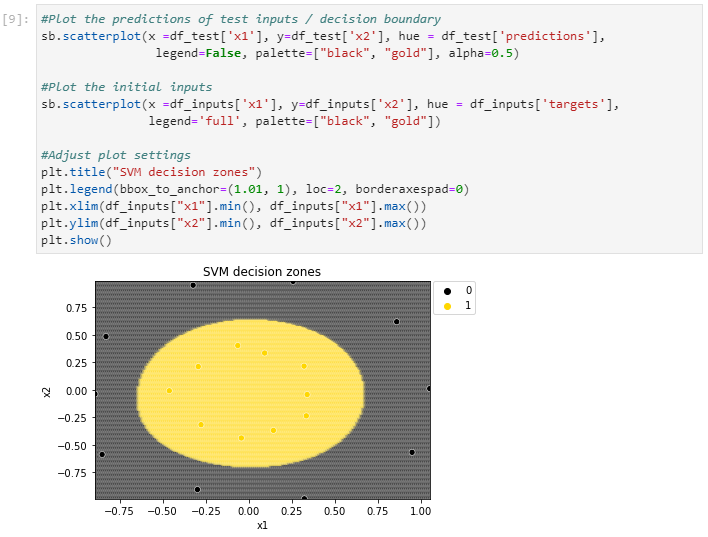 [9]: #Plot the predictions of test inputs / decision boundary
sb.scatterplot(x =df_test['x1'], y=df_test['x2'], hue = df_test['predictions'],
legend=False, palette=["black", "gold"], alpha=0.5)
#Plot the initial inputs
sb.scatterplot(x =df_inputs['x1'], y=df_inputs['x2'], hue = df_inputs['targets'],
legend='full', palette=["black", "gold"])
#Adjust plot settings
plt.title("SVM decision zones")
plt.legend(bbox_to_anchor=(1.01, 1), loc=2, borderaxespad=0)
plt.xlim(df_inputs["x1"].min(), df_inputs["x1"].max())
plt.ylim(df_inputs["x2"].min(), df_inputs["x2"].max())
plt.show()
SVM decision zones
0
1
0.75
0.50
0.25
0.00
−0.25
−0.50
−0.75
x2
−0.75 −0.50 −0.25 0.00 0.25 0.50 0.75 1.00
x1